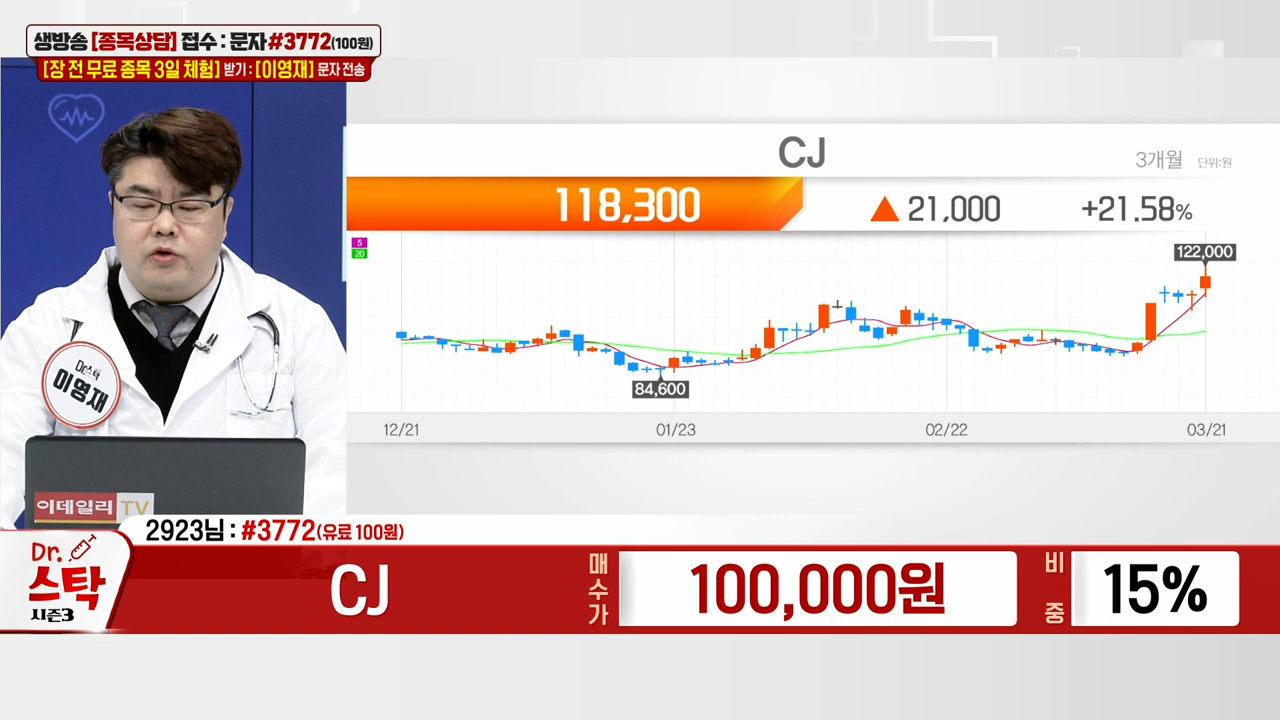 생방송 [종목상담] 접수 : 문자#3772(100원)
[장 전 무료 종목 3일 체험] 받기 : [이영재] 문자 전송
CJ
3개월 단위:원
118,300 ▲ 21,000 +21.58%
5
20
122,000
84,600
12/21 01/23 02/22 03/21
Dr.스탁
이영재
이데일리 TV
2923님 : #3772(유료 100원)
Dr.
스탁
시즌3
CJ 매수가 100,000원 비중 15%